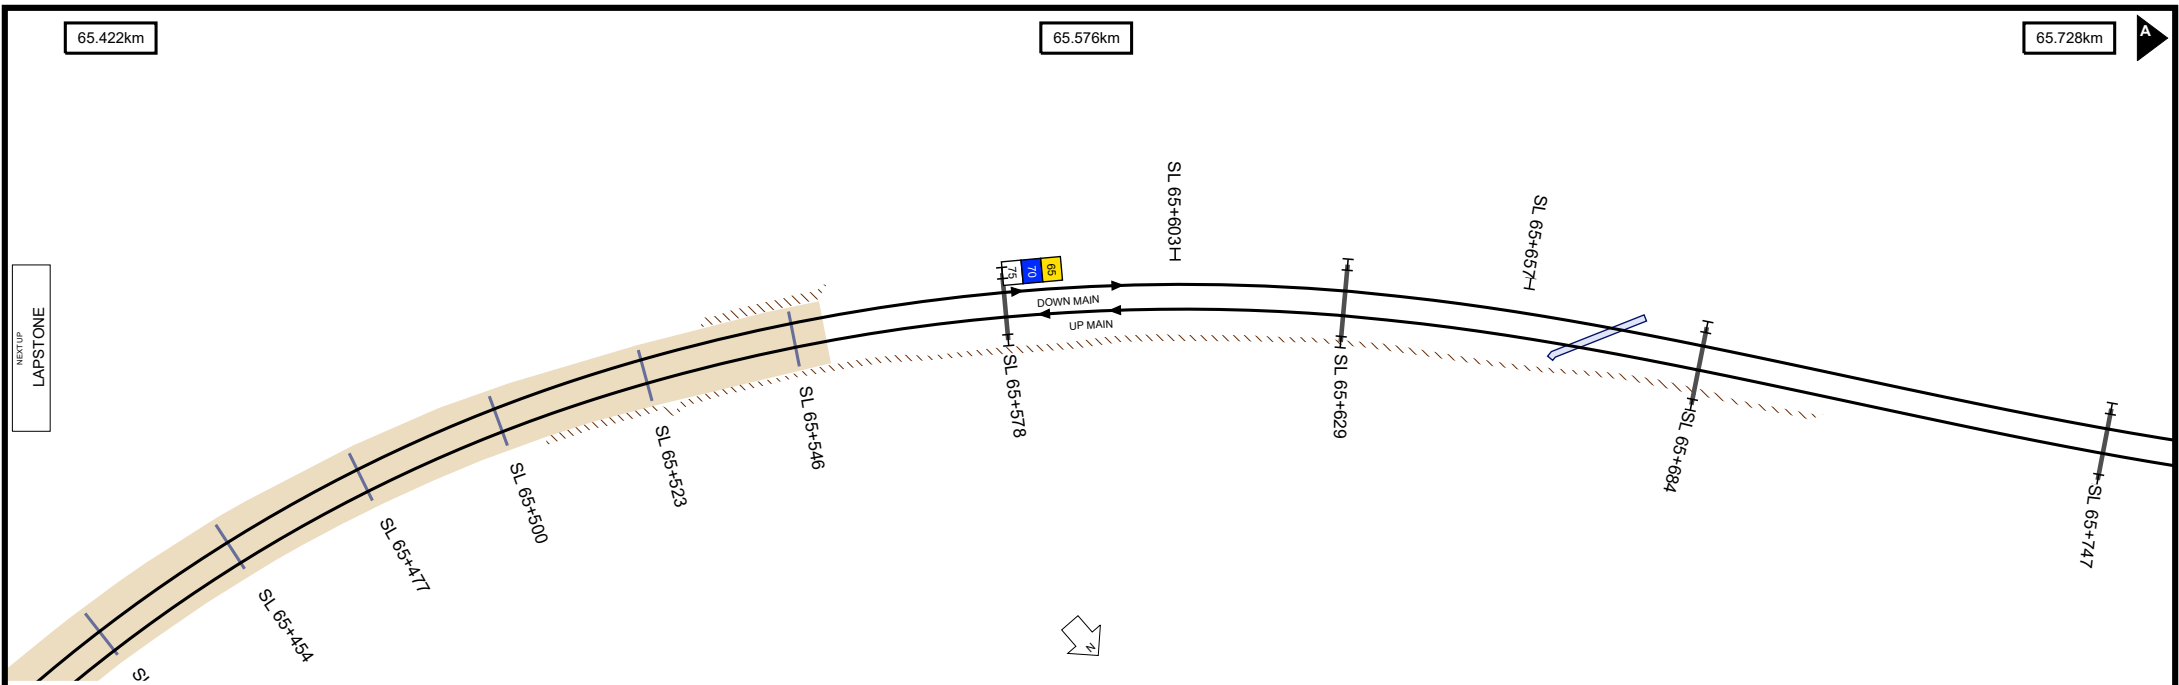 65.422km
65.576km
65.728km
A
NEXT UP
LAPSTONE
75
70
65
DOWN MAIN
UP MAIN
SL 65+603
SL 65+657
SL 65+454
SL 65+477
SL 65+500
SL 65+523
SL 65+546
SL 65+578
SL 65+629
SL 65+684
SL 65+747
SL
N